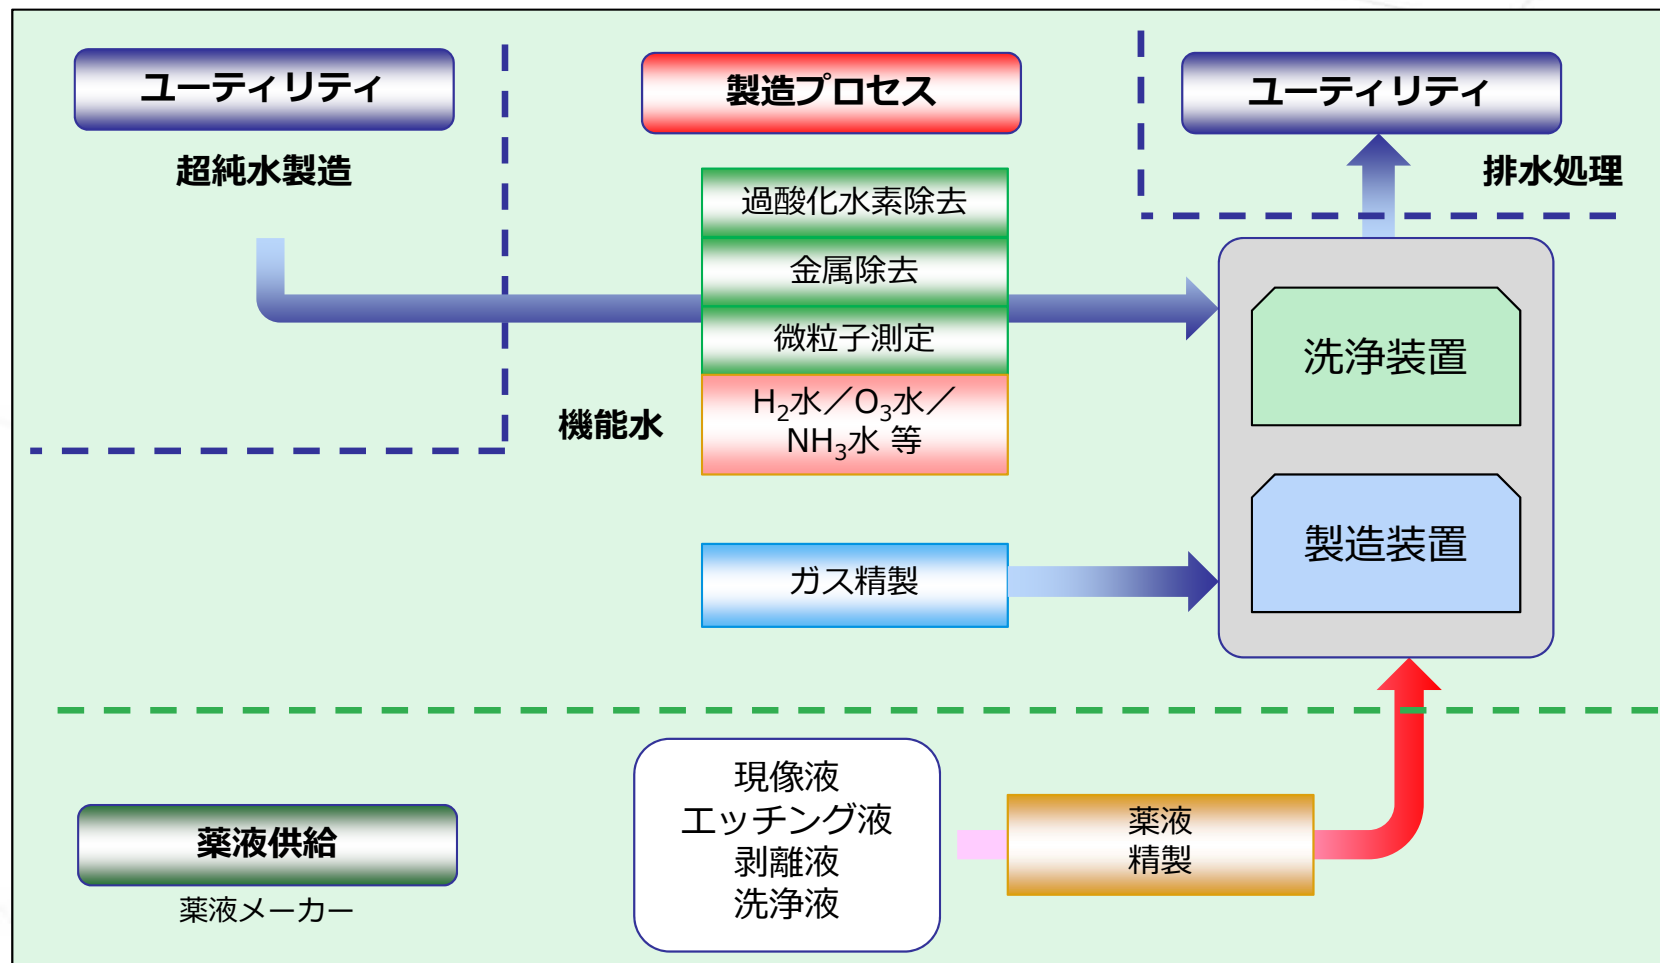 ユーティリティ
超純水製造
製造プロセス
過酸化水素除去
金属除去
微粒子測定
機能水
H₂水／O₃水／
NH₃水 等
ガス精製
ユーティリティ
排水処理
洗浄装置
製造装置
薬液供給
薬液メーカー
現像液
エッチング液
剥離液
洗浄液
薬液
精製